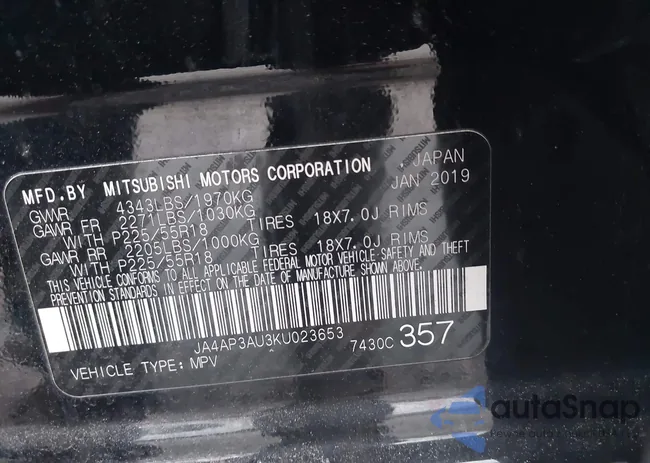 MFD.BY MITSUBISHI MOTORS CORPORATION , JAPAN
GVWR 4343LBS/1970KG JAN 2019
GAWR FR 2271LBS/1030KG
WITH P225/55R18 TIRES 18X7.0J RIMS
GAWR RR 2205LBS/1000KG
WITH P225/55R18 TIRES 18X7.0J RIMS
THIS VEHICLE CONFORMS TO ALL APPLICABLE FEDERAL MOTOR VEHICLE SAFETY AND THEFT
PREVENTION STANDARDS IN EFFECT ON THE DATE OF MANUFACTURE SHOWN ABOVE.
JA4AP3AU3KU023653 7430C 357
VEHICLE TYPE: MPV
autaSnap